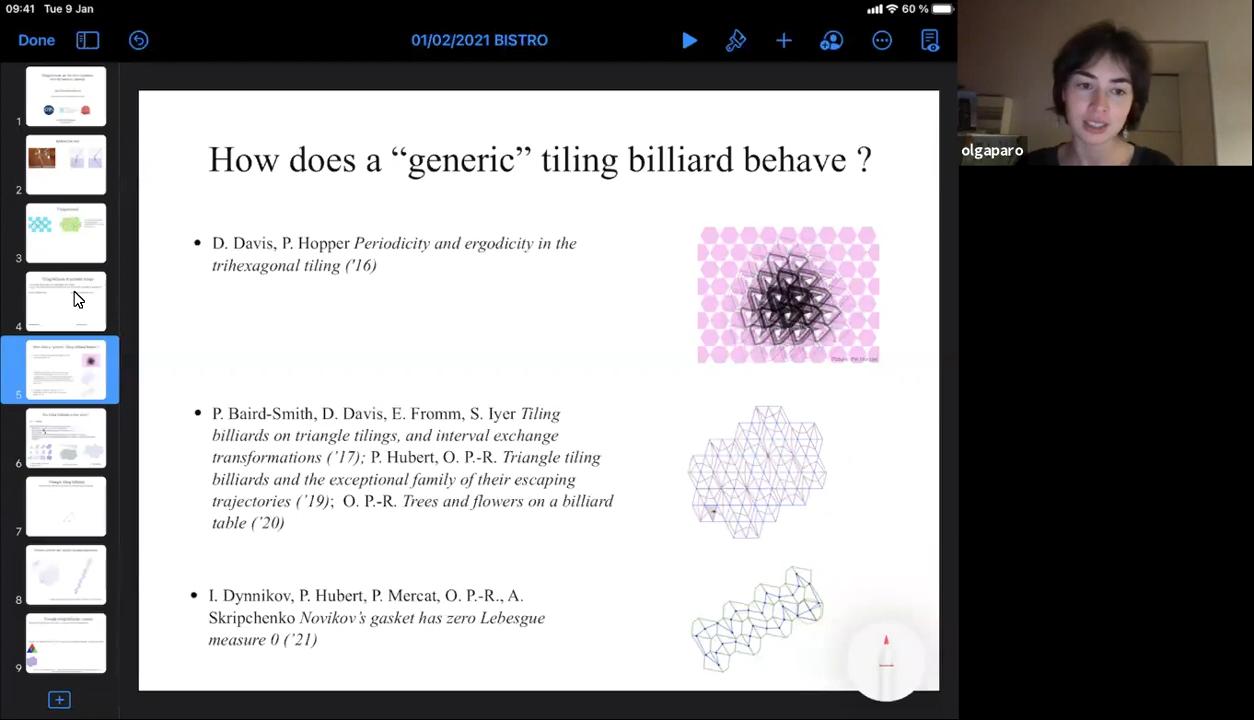 09:41 Tue 9 Jan
60 %
Done
01/02/2021 BISTRO
olgaparo
How does a “generic” tiling billiard behave ?
• D. Davis, P. Hopper Periodicity and ergodicity in the
trihexagonal tiling ('16)
• P. Baird-Smith, D. Davis, E. Fromm, S. Iyer Tiling
billiards on triangle tilings, and interval exchange
transformations (’17); P. Hubert, O. P.-R. Triangle tiling
billiards and the exceptional family of their escaping
trajectories (’19); O. P.-R. Trees and flowers on a billiard
table (’20)
• I. Dynnikov, P. Hubert, P. Mercat, O. P.-R., A.
Skripchenko Novikov’s gasket has zero Lebesgue
measure 0 (’21)
1
2
3
4
5
6
7
8
9